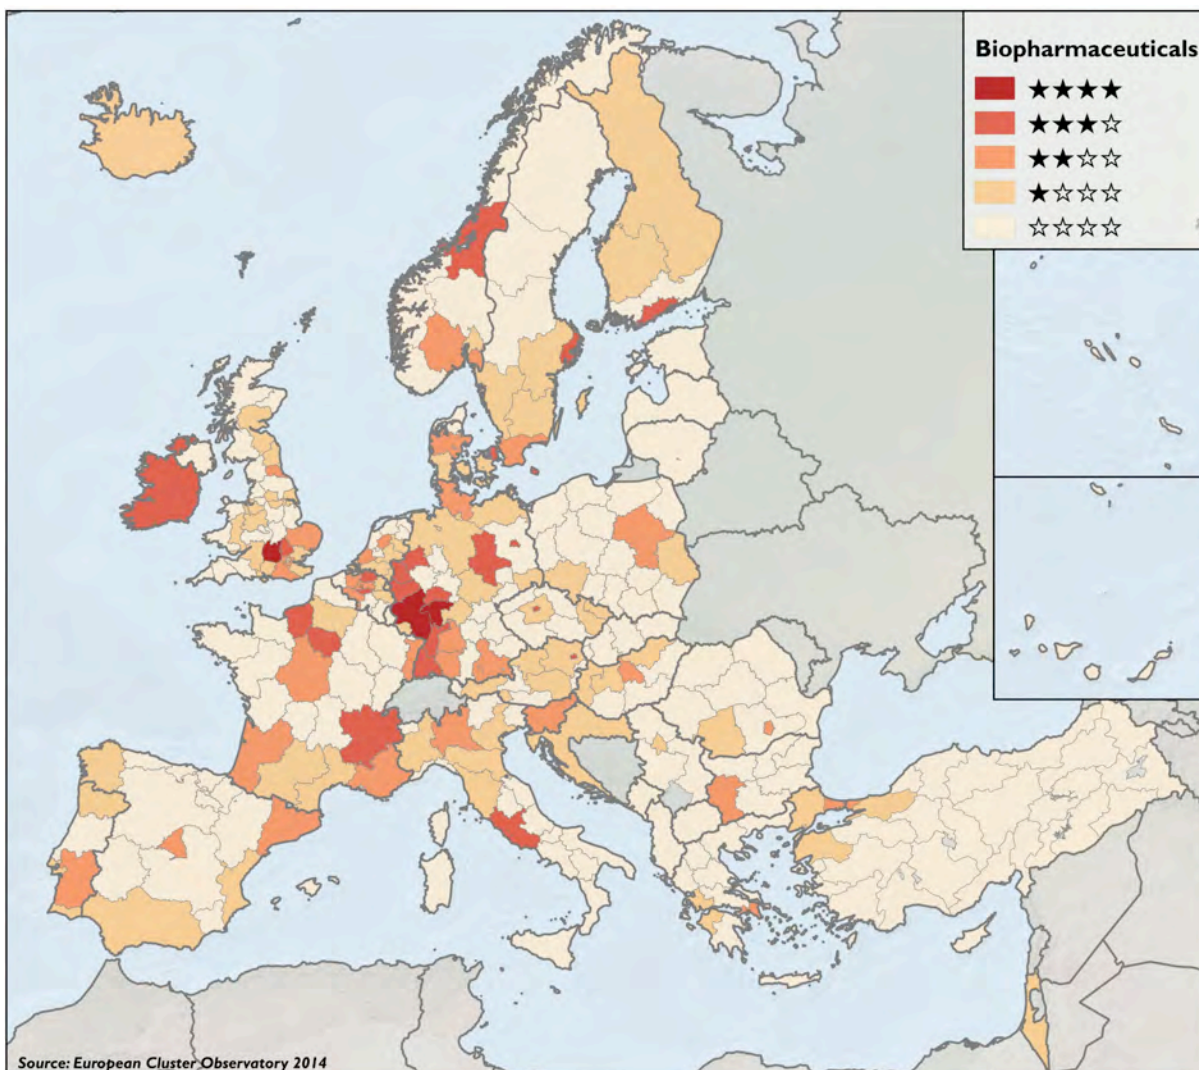 Biopharmaceuticals
★★★★
★★★☆
★★☆☆
★☆☆☆
☆☆☆☆
Source: European Cluster Observatory 2014